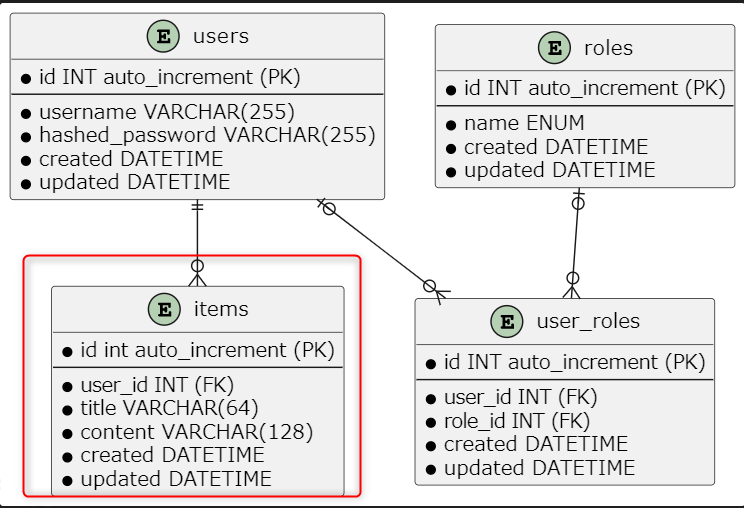 E users
id INT auto_increment (PK)
username VARCHAR(255)
hashed_password VARCHAR(255)
created DATETIME
updated DATETIME
E roles
id INT auto_increment (PK)
name ENUM
created DATETIME
updated DATETIME
E items
id int auto_increment (PK)
user_id INT (FK)
title VARCHAR(64)
content VARCHAR(128)
created DATETIME
updated DATETIME
E user_roles
id INT auto_increment (PK)
user_id INT (FK)
role_id INT (FK)
created DATETIME
updated DATETIME